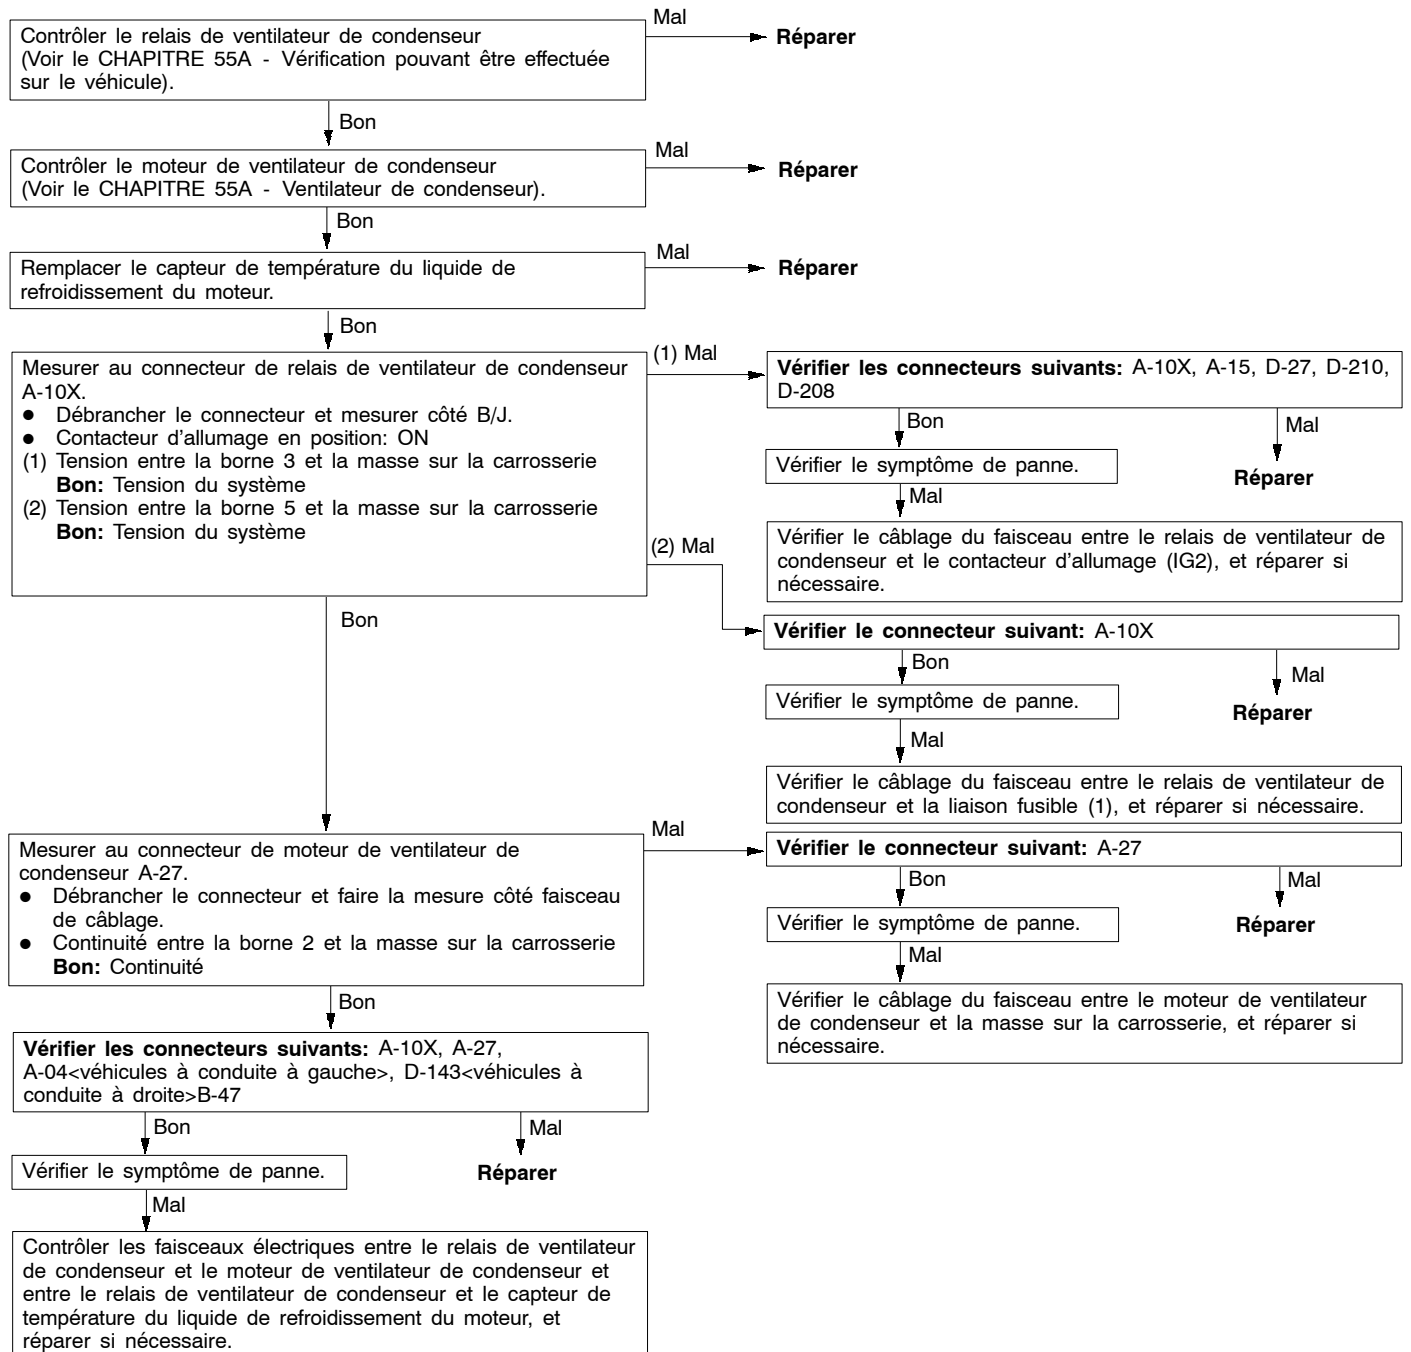 Contrôler le relais de ventilateur de condenseur
(Voir le CHAPITRE 55A - Vérification pouvant être effectuée
sur le véhicule).
Mal
Réparer
Bon
Contrôler le moteur de ventilateur de condenseur
(Voir le CHAPITRE 55A - Ventilateur de condenseur).
Mal
Réparer
Bon
Remplacer le capteur de température du liquide de
refroidissement du moteur.
Mal
Réparer
Bon
Mesurer au connecteur de relais de ventilateur de condenseur
A-10X.
● Débrancher le connecteur et mesurer côté B/J.
● Contacteur d'allumage en position: ON
(1) Tension entre la borne 3 et la masse sur la carrosserie
Bon: Tension du système
(2) Tension entre la borne 5 et la masse sur la carrosserie
Bon: Tension du système
(1) Mal
Vérifier les connecteurs suivants: A-10X, A-15, D-27, D-210,
D-208
Bon
Mal
Vérifier le symptôme de panne.
Réparer
Mal
Vérifier le câblage du faisceau entre le relais de ventilateur de
condenseur et le contacteur d'allumage (IG2), et réparer si
nécessaire.
(2) Mal
Vérifier le connecteur suivant: A-10X
Bon
Mal
Vérifier le symptôme de panne.
Réparer
Mal
Vérifier le câblage du faisceau entre le relais de ventilateur de
condenseur et la liaison fusible (1), et réparer si nécessaire.
Bon
Mesurer au connecteur de moteur de ventilateur de
condenseur A-27.
● Débrancher le connecteur et faire la mesure côté faisceau
de câblage.
● Continuité entre la borne 2 et la masse sur la carrosserie
Bon: Continuité
Mal
Vérifier le connecteur suivant: A-27
Bon
Mal
Vérifier le symptôme de panne.
Réparer
Mal
Vérifier le câblage du faisceau entre le moteur de ventilateur
de condenseur et la masse sur la carrosserie, et réparer si
nécessaire.
Bon
Vérifier les connecteurs suivants: A-10X, A-27,
A-04<véhicules à conduite à gauche>, D-143<véhicules à
conduite à droite>B-47
Bon
Mal
Vérifier le symptôme de panne.
Réparer
Mal
Contrôler les faisceaux électriques entre le relais de ventilateur
de condenseur et le moteur de ventilateur de condenseur et
entre le relais de ventilateur de condenseur et le capteur de
température du liquide de refroidissement du moteur, et
réparer si nécessaire.